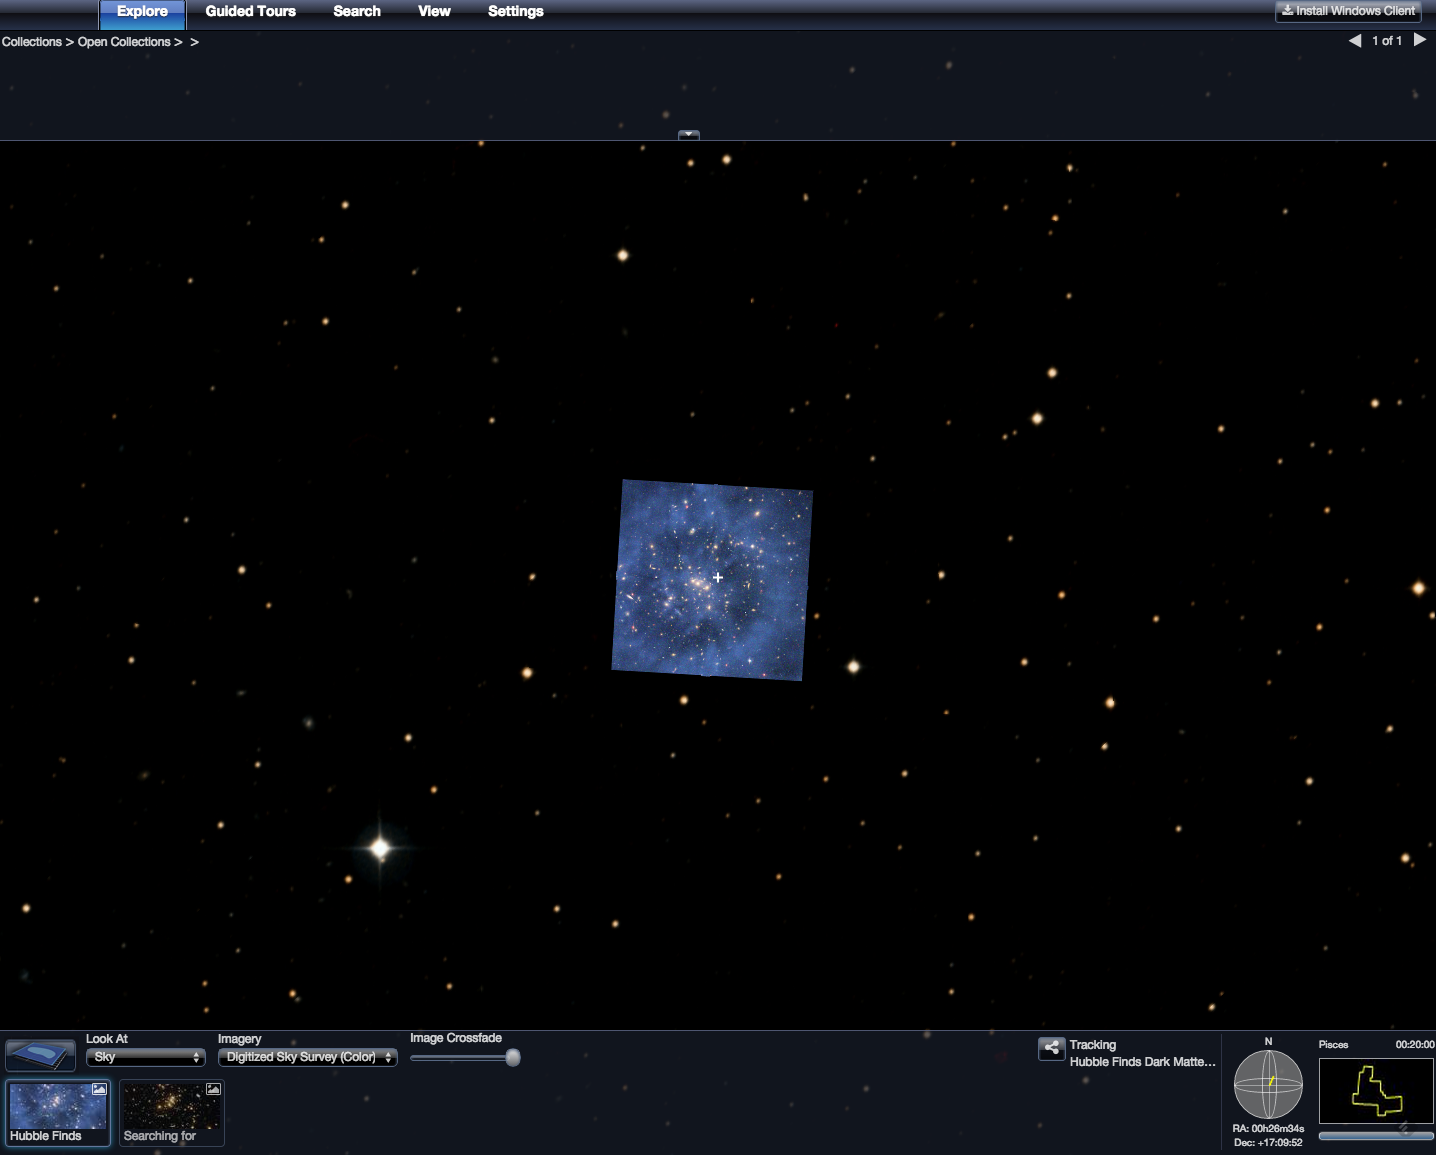 Explore Guided Tours Search View Settings Install Windows Client
Collections > Open Collections > >
1 of 1
Look At
Sky
Imagery
Digitized Sky Survey (Color)
Image Crossfade
Hubble Finds
Searching for
Tracking
Hubble Finds Dark Matte...
N
RA: 00h26m34s
Dec: +17:09:52
Pisces 00:20:00